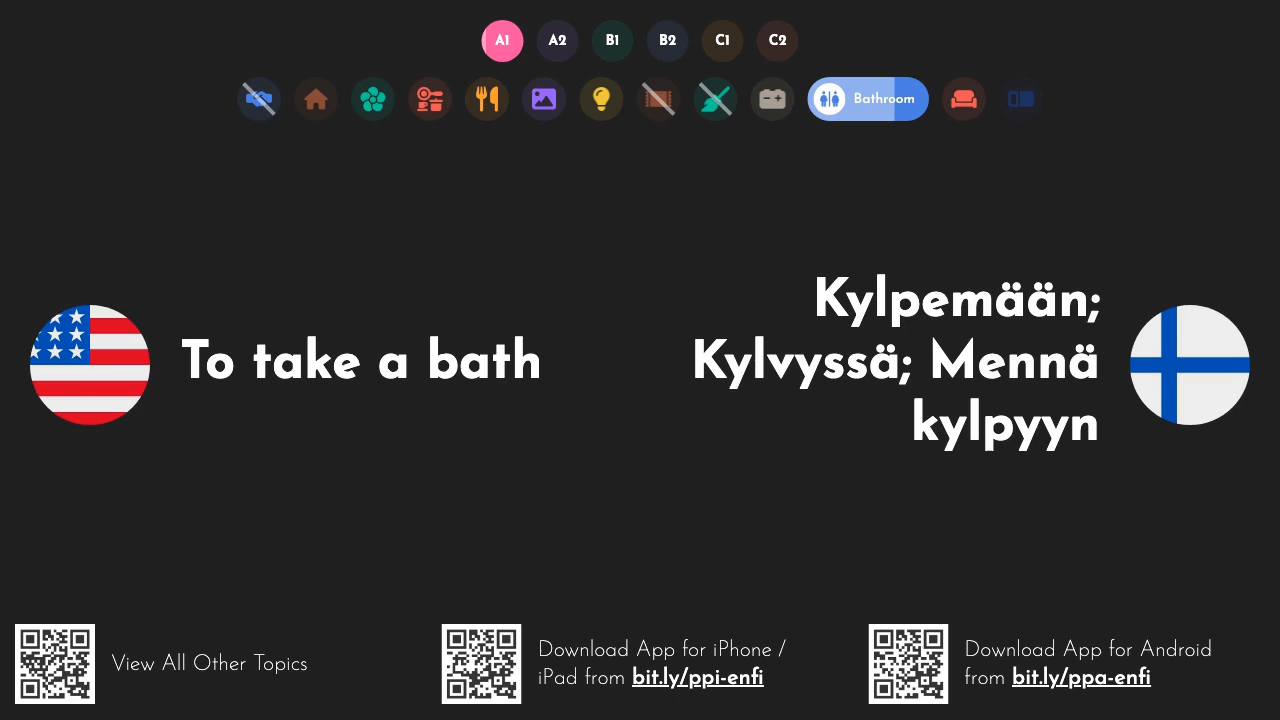 A1 A2 B1 B2 C1 C2
Bathroom
To take a bath
Kylpemään;
Kylvyssä; Mennä
kylpyyn
View All Other Topics
Download App for iPhone /
iPad from bit.ly/ppi-enfi
Download App for Android
from bit.ly/ppa-enfi